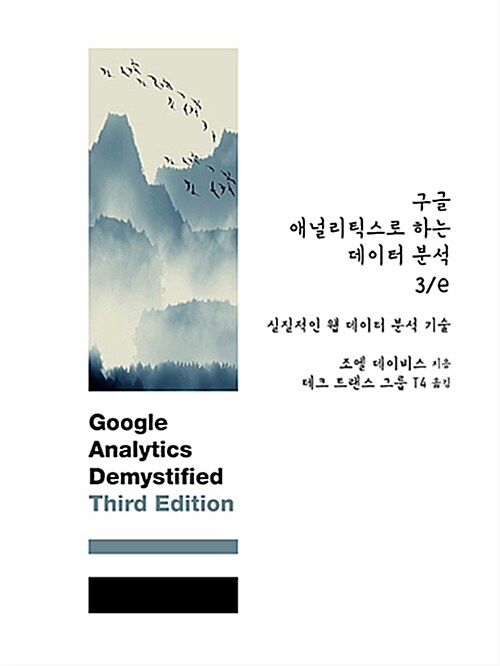 구글
애널리틱스로 하는
데이터 분석
3/e
실질적인 웹 데이터 분석 기술
조엘 데이비스 지음
테크 트랜스 그룹 T4 옮김
Google
Analytics
Demystified
Third Edition